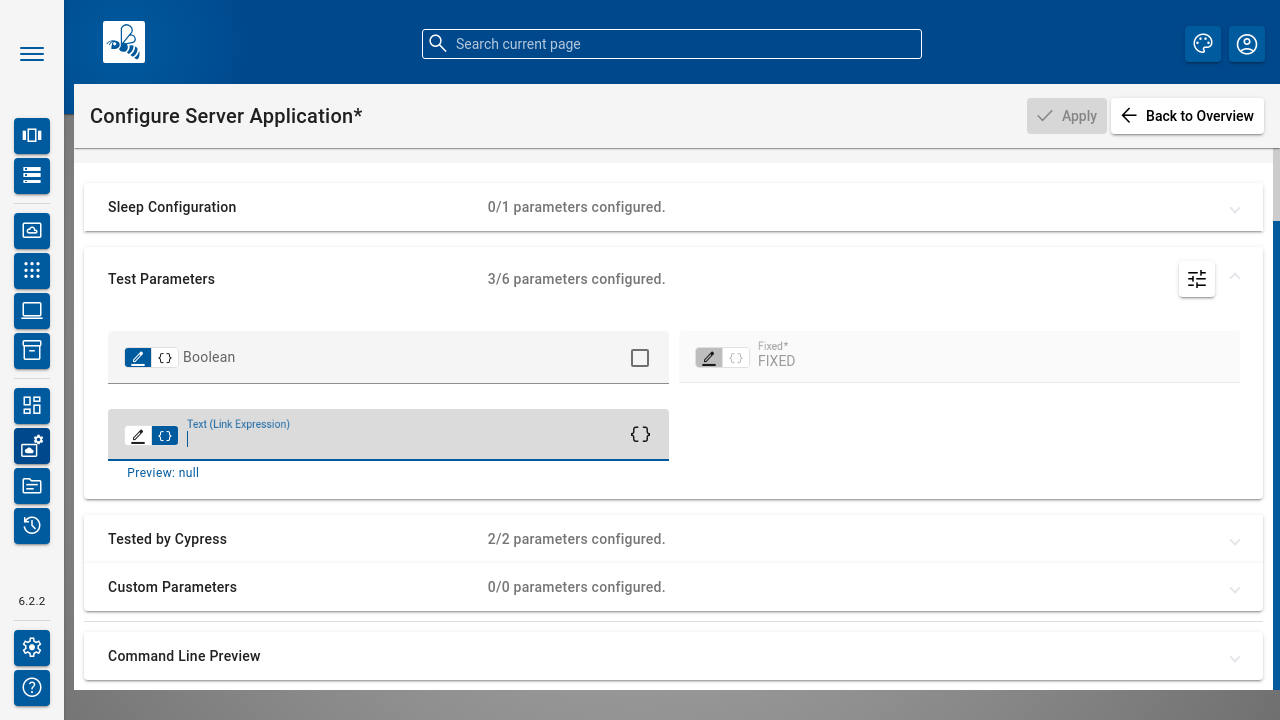 Search current page
Configure Server Application*
Apply
Back to Overview
Sleep Configuration
0/1 parameters configured.
Test Parameters
3/6 parameters configured.
{} Boolean
{} Fixed*
FIXED
{} Text (Link Expression)
{}
Preview: null
Tested by Cypress
2/2 parameters configured.
Custom Parameters
0/0 parameters configured.
Command Line Preview
6.2.2